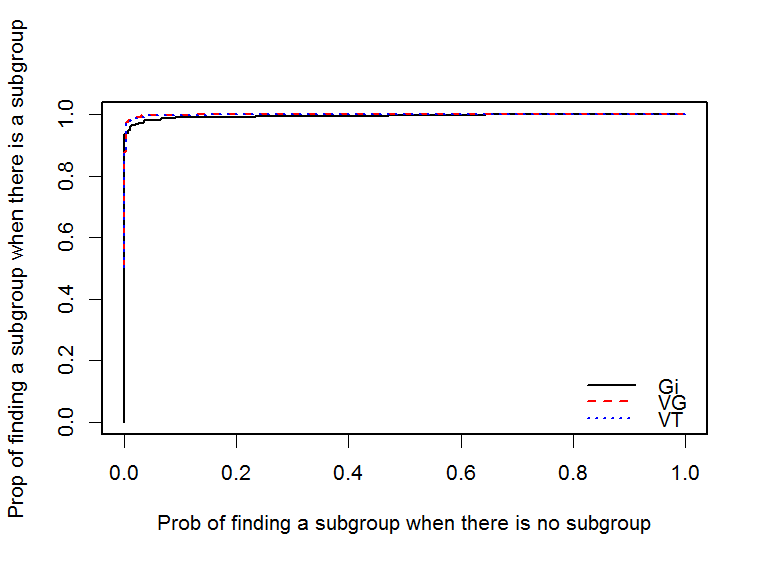 Prop of finding a subgroup when there is a subgroup
1.0
0.8
0.6
0.4
0.2
0.0
Gi
VG
VT
0.0 0.2 0.4 0.6 0.8 1.0
Prob of finding a subgroup when there is no subgroup